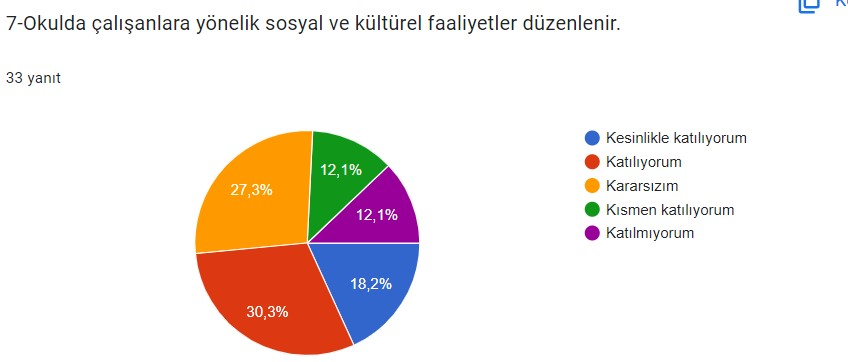 7-Okulda çalışanlara yönelik sosyal ve kültürel faaliyetler düzenlenir.
33 yanıt
Kesinlikle katılıyorum
Katılıyorum
Kararsızım
Kısmen katılıyorum
Katılmıyorum
12,1%
27,3%
12,1%
18,2%
30,3%